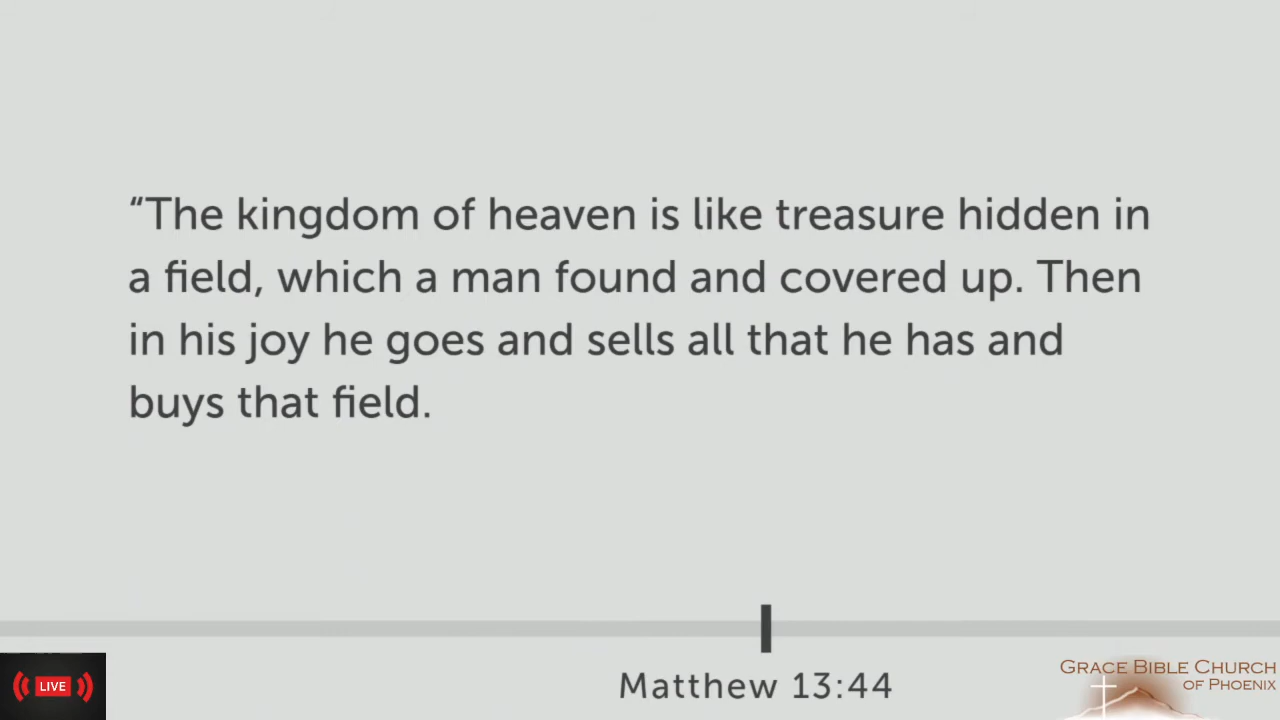 “The kingdom of heaven is like treasure hidden in
a field, which a man found and covered up. Then
in his joy he goes and sells all that he has and
buys that field.
Matthew 13:44
LIVE
GRACE BIBLE CHURCH
OF PHOENIX